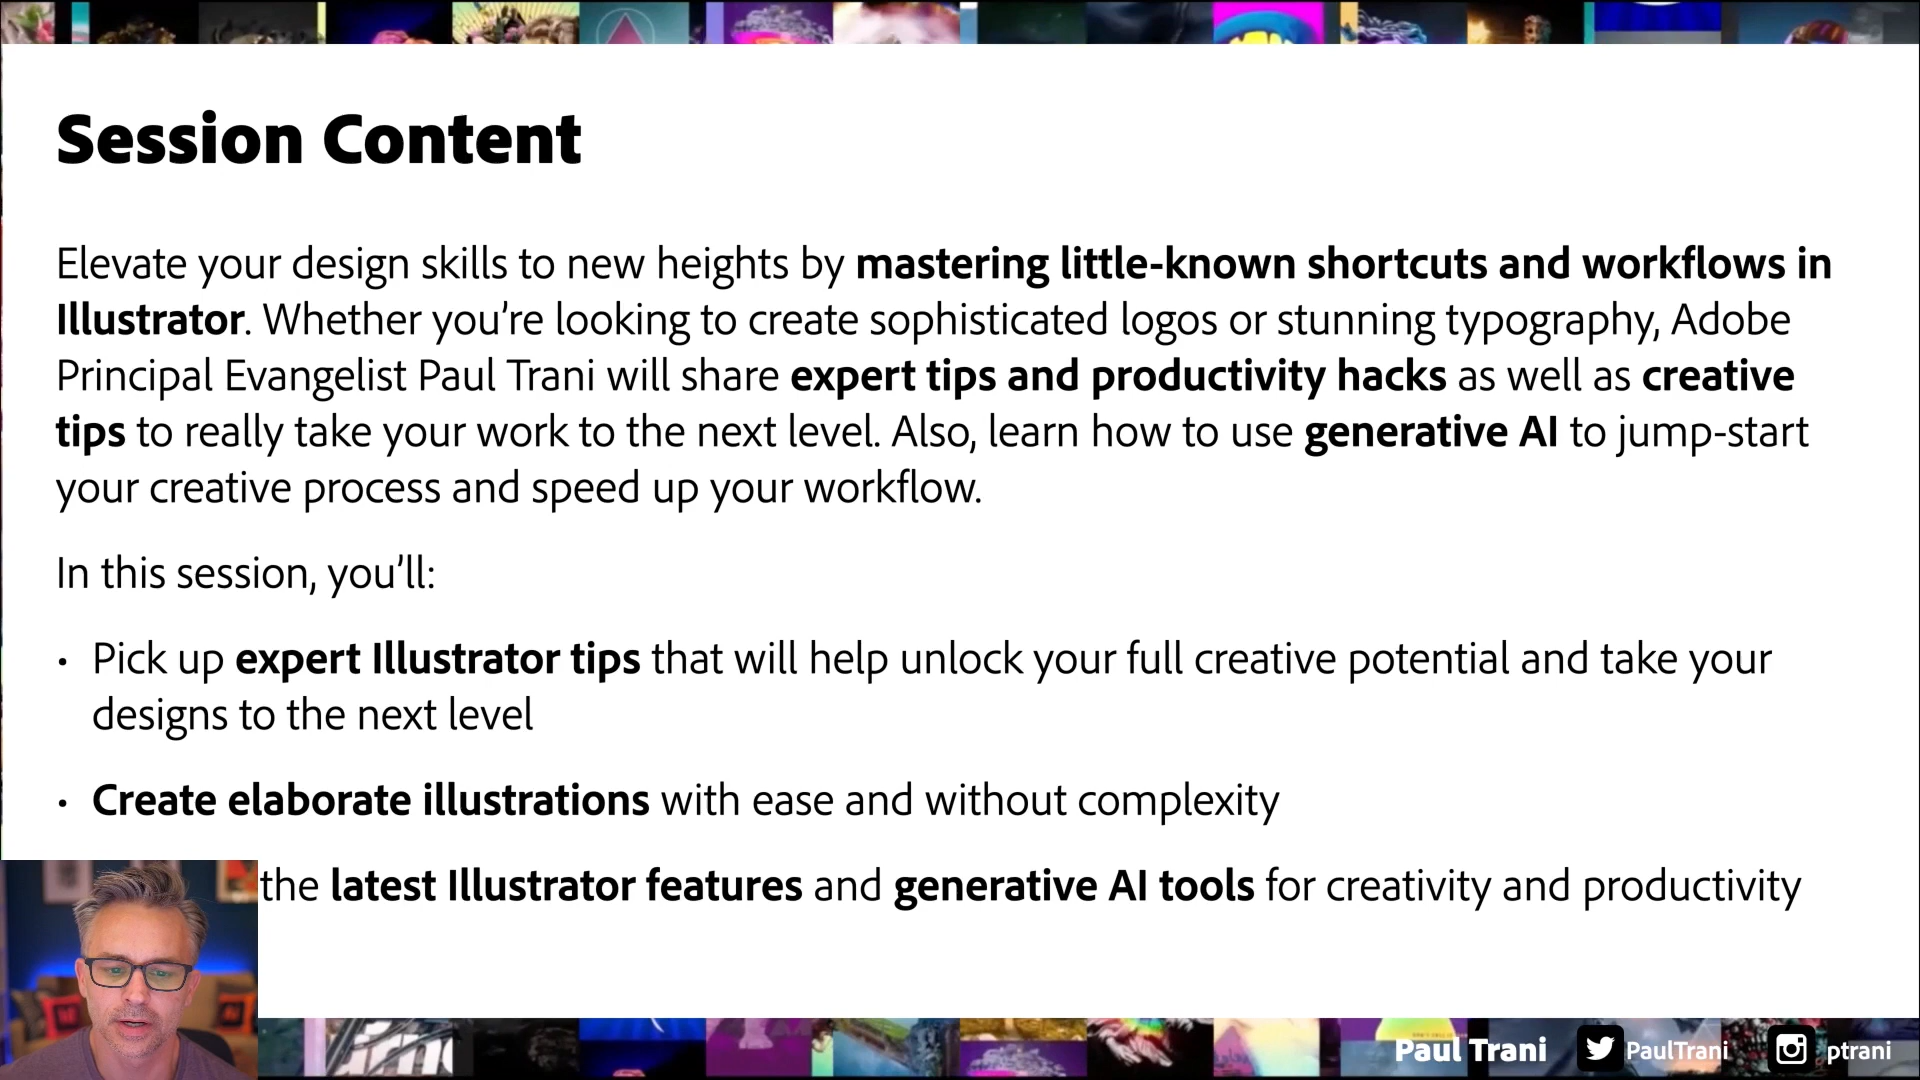 Session Content
Elevate your design skills to new heights by mastering little-known shortcuts and workflows in
Illustrator. Whether you’re looking to create sophisticated logos or stunning typography, Adobe
Principal Evangelist Paul Trani will share expert tips and productivity hacks as well as creative
tips to really take your work to the next level. Also, learn how to use generative AI to jump-start
your creative process and speed up your workflow.
In this session, you’ll:
• Pick up expert Illustrator tips that will help unlock your full creative potential and take your
designs to the next level
• Create elaborate illustrations with ease and without complexity
the latest Illustrator features and generative AI tools for creativity and productivity
Paul Trani PaulTrani ptrani